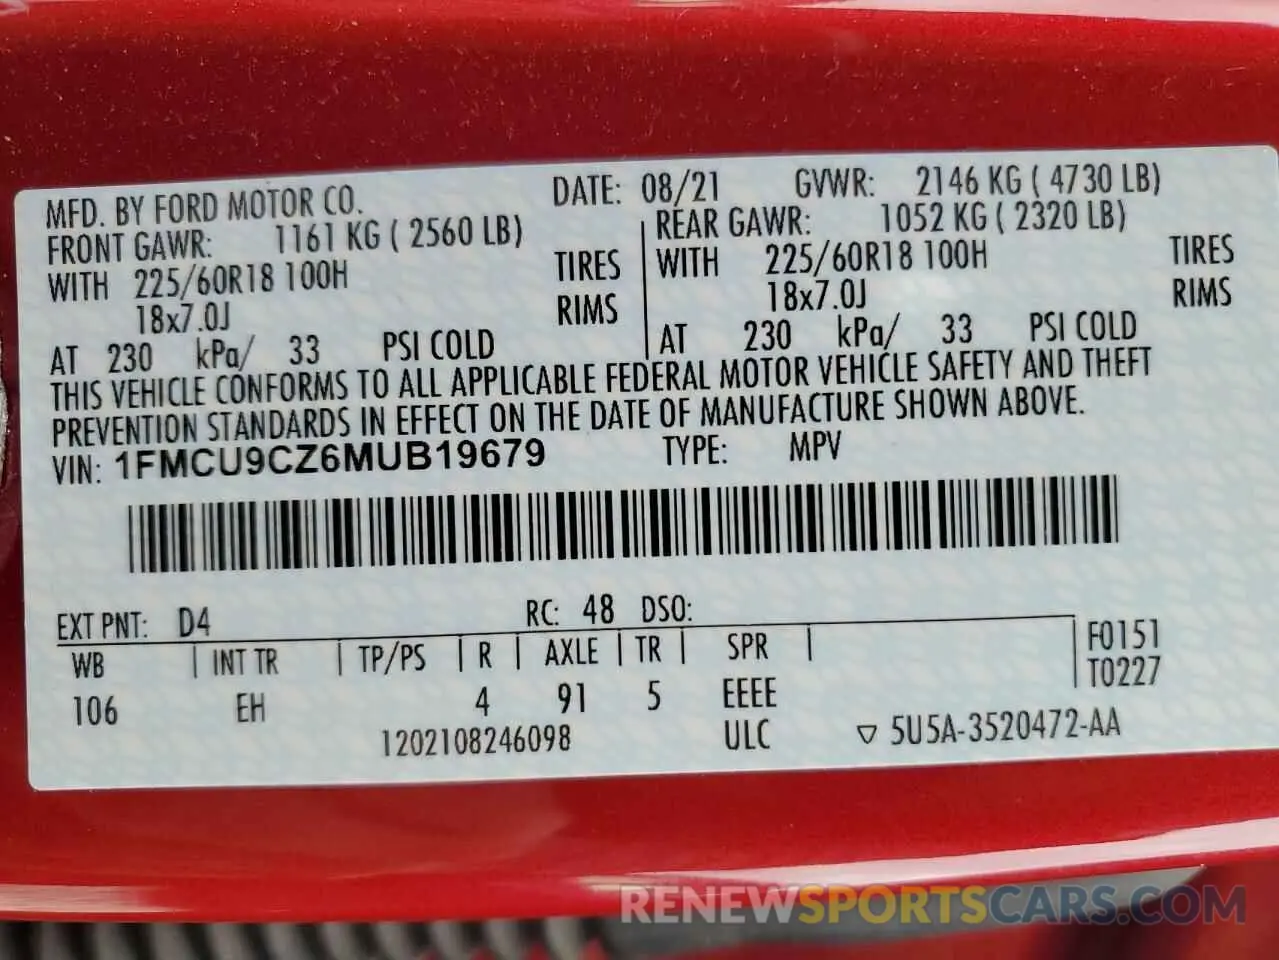 MFD. BY FORD MOTOR CO. DATE: 08/21 GVWR: 2146 KG ( 4730 LB)
FRONT GAWR: 1161 KG ( 2560 LB) REAR GAWR: 1052 KG ( 2320 LB)
WITH 225/60R18 100H TIRES WITH 225/60R18 100H TIRES
18x7.0J RIMS 18x7.0J RIMS
AT 230 kPa/ 33 PSI COLD AT 230 kPa/ 33 PSI COLD
THIS VEHICLE CONFORMS TO ALL APPLICABLE FEDERAL MOTOR VEHICLE SAFETY AND THEFT
PREVENTION STANDARDS IN EFFECT ON THE DATE OF MANUFACTURE SHOWN ABOVE.
VIN: 1FMCU9CZ6MUB19679 TYPE: MPV
EXT PNT: D4 RC: 48 DSO:
WB INT TR TP/PS R AXLE TR SPR F0151
106 EH 4 91 5 EEEE T0227
1202108246098 ULC ▽ 5U5A-3520472-AA
RENEWSPORTSCARS.COM